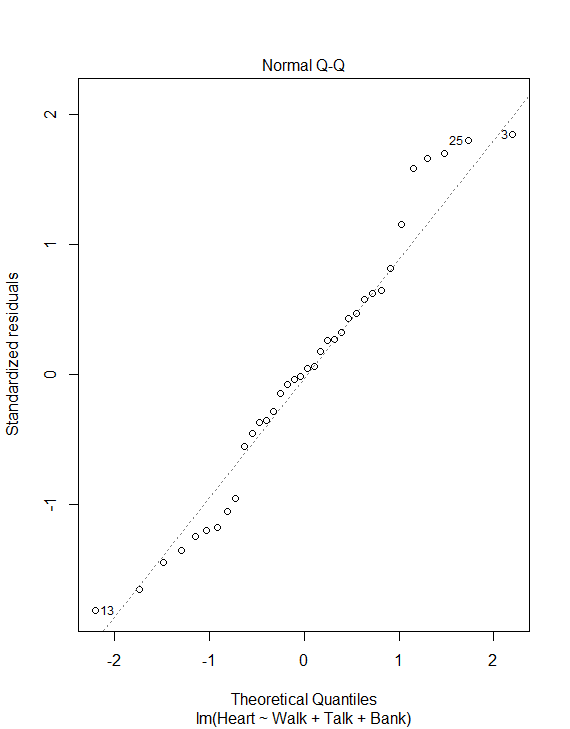 Normal Q-Q
2
1
0
-1
Standardized residuals
25
3
13
-2 -1 0 1 2
Theoretical Quantiles
lm(Heart ~ Walk + Talk + Bank)